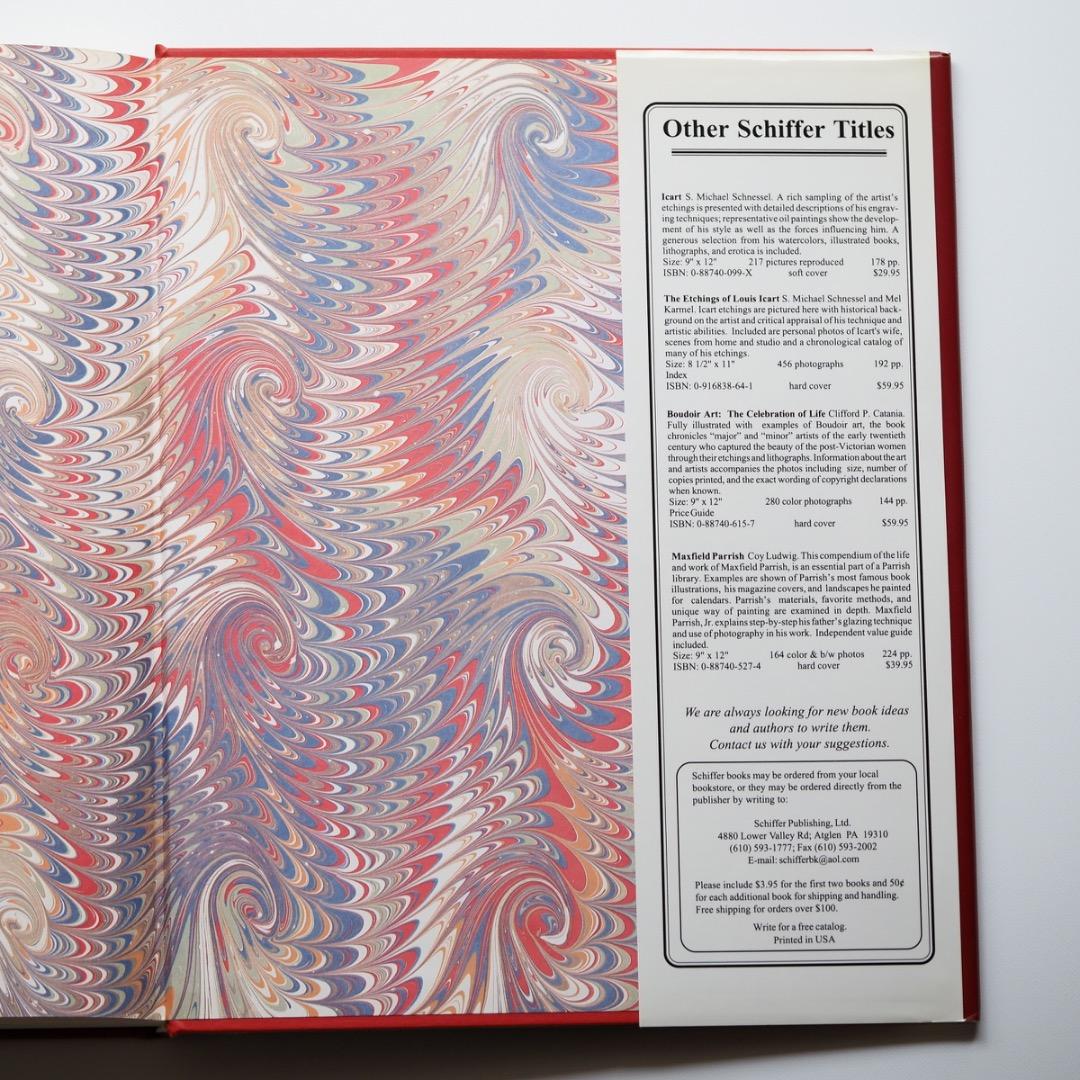 Other Schiffer Titles
Icart S. Michael Schnessel. A rich sampling of the artist's
etchings is presented with detailed descriptions of his engrav-
ing techniques; representative oil paintings show the develop-
ment of his style as well as the forces influencing him. A
generous selection from his watercolors, illustrated books,
lithographs, and erotica is included.
Size: 9" x 12" 217 pictures reproduced 178 pp.
ISBN: 0-88740-099-X soft cover $29.95
The Etchings of Louis Icart S. Michael Schnessel and Mel
Karmel. Icart etchings are pictured here with historical back-
ground on the artist and critical appraisal of his technique and
artistic abilities. Included are personal photos of Icart's wife,
scenes from home and studio and a chronological catalog of
many of his etchings.
Size: 8 1/2" x 11" 456 photographs 192 pp.
Index
ISBN: 0-916838-64-1 hard cover $59.95
Boudoir Art: The Celebration of Life Clifford P. Catania.
Fully illustrated with examples of Boudoir art, the book
chronicles "major" and "minor" artists of the early twentieth
century who captured the beauty of the post-Victorian women
through their etchings and lithographs. Information about the art
and artists accompanies the photos including size, number of
copies printed, and the exact wording of copyright declarations
when known.
Size: 9" x 12" 280 color photographs 144 pp.
Price Guide
ISBN: 0-88740-615-7 hard cover $59.95
Maxfield Parrish Coy Ludwig. This compendium of the life
and work of Maxfield Parrish, is an essential part of a Parrish
library. Examples are shown of Parrish's most famous book
illustrations, his magazine covers, and landscapes he painted
for calendars. Parrish's materials, favorite methods, and
unique way of painting are examined in depth. Maxfield
Parrish, Jr. explains step-by-step his father's glazing technique
and use of photography in his work. Independent value guide
included.
Size: 9" x 12" 164 color & b/w photos 224 pp.
ISBN: 0-88740-527-4 hard cover $39.95
We are always looking for new book ideas
and authors to write them.
Contact us with your suggestions.
Schiffer books may be ordered from your local
bookstore, or they may be ordered directly from the
publisher by writing to:
Schiffer Publishing, Ltd.
4880 Lower Valley Rd; Atglen PA 19310
(610) 593-1777; Fax (610) 593-2002
E-mail: schifferbk@aol.com
Please include $3.95 for the first two books and 50¢
for each additional book for shipping and handling.
Free shipping for orders over $100.
Write for a free catalog.
Printed in USA